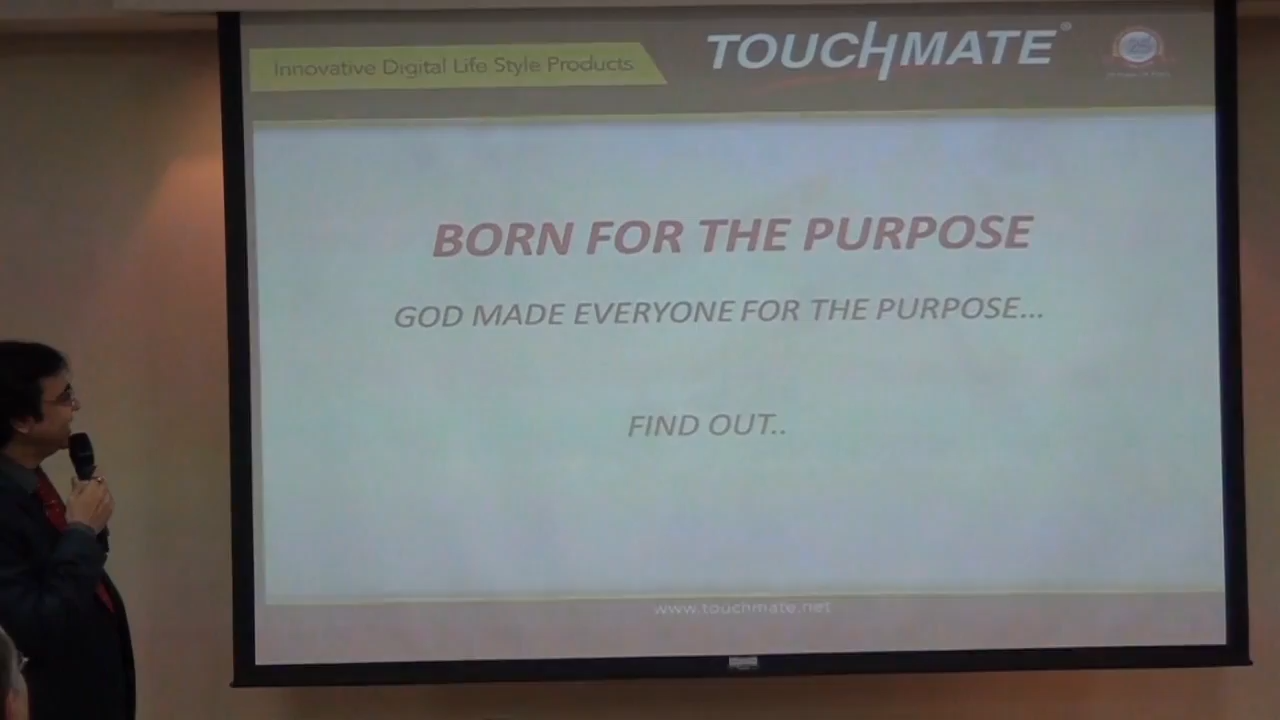 Innovative Digital Life Style Products
TOUCHMATE®
BORN FOR THE PURPOSE
GOD MADE EVERYONE FOR THE PURPOSE...
FIND OUT..
www.touchmate.net